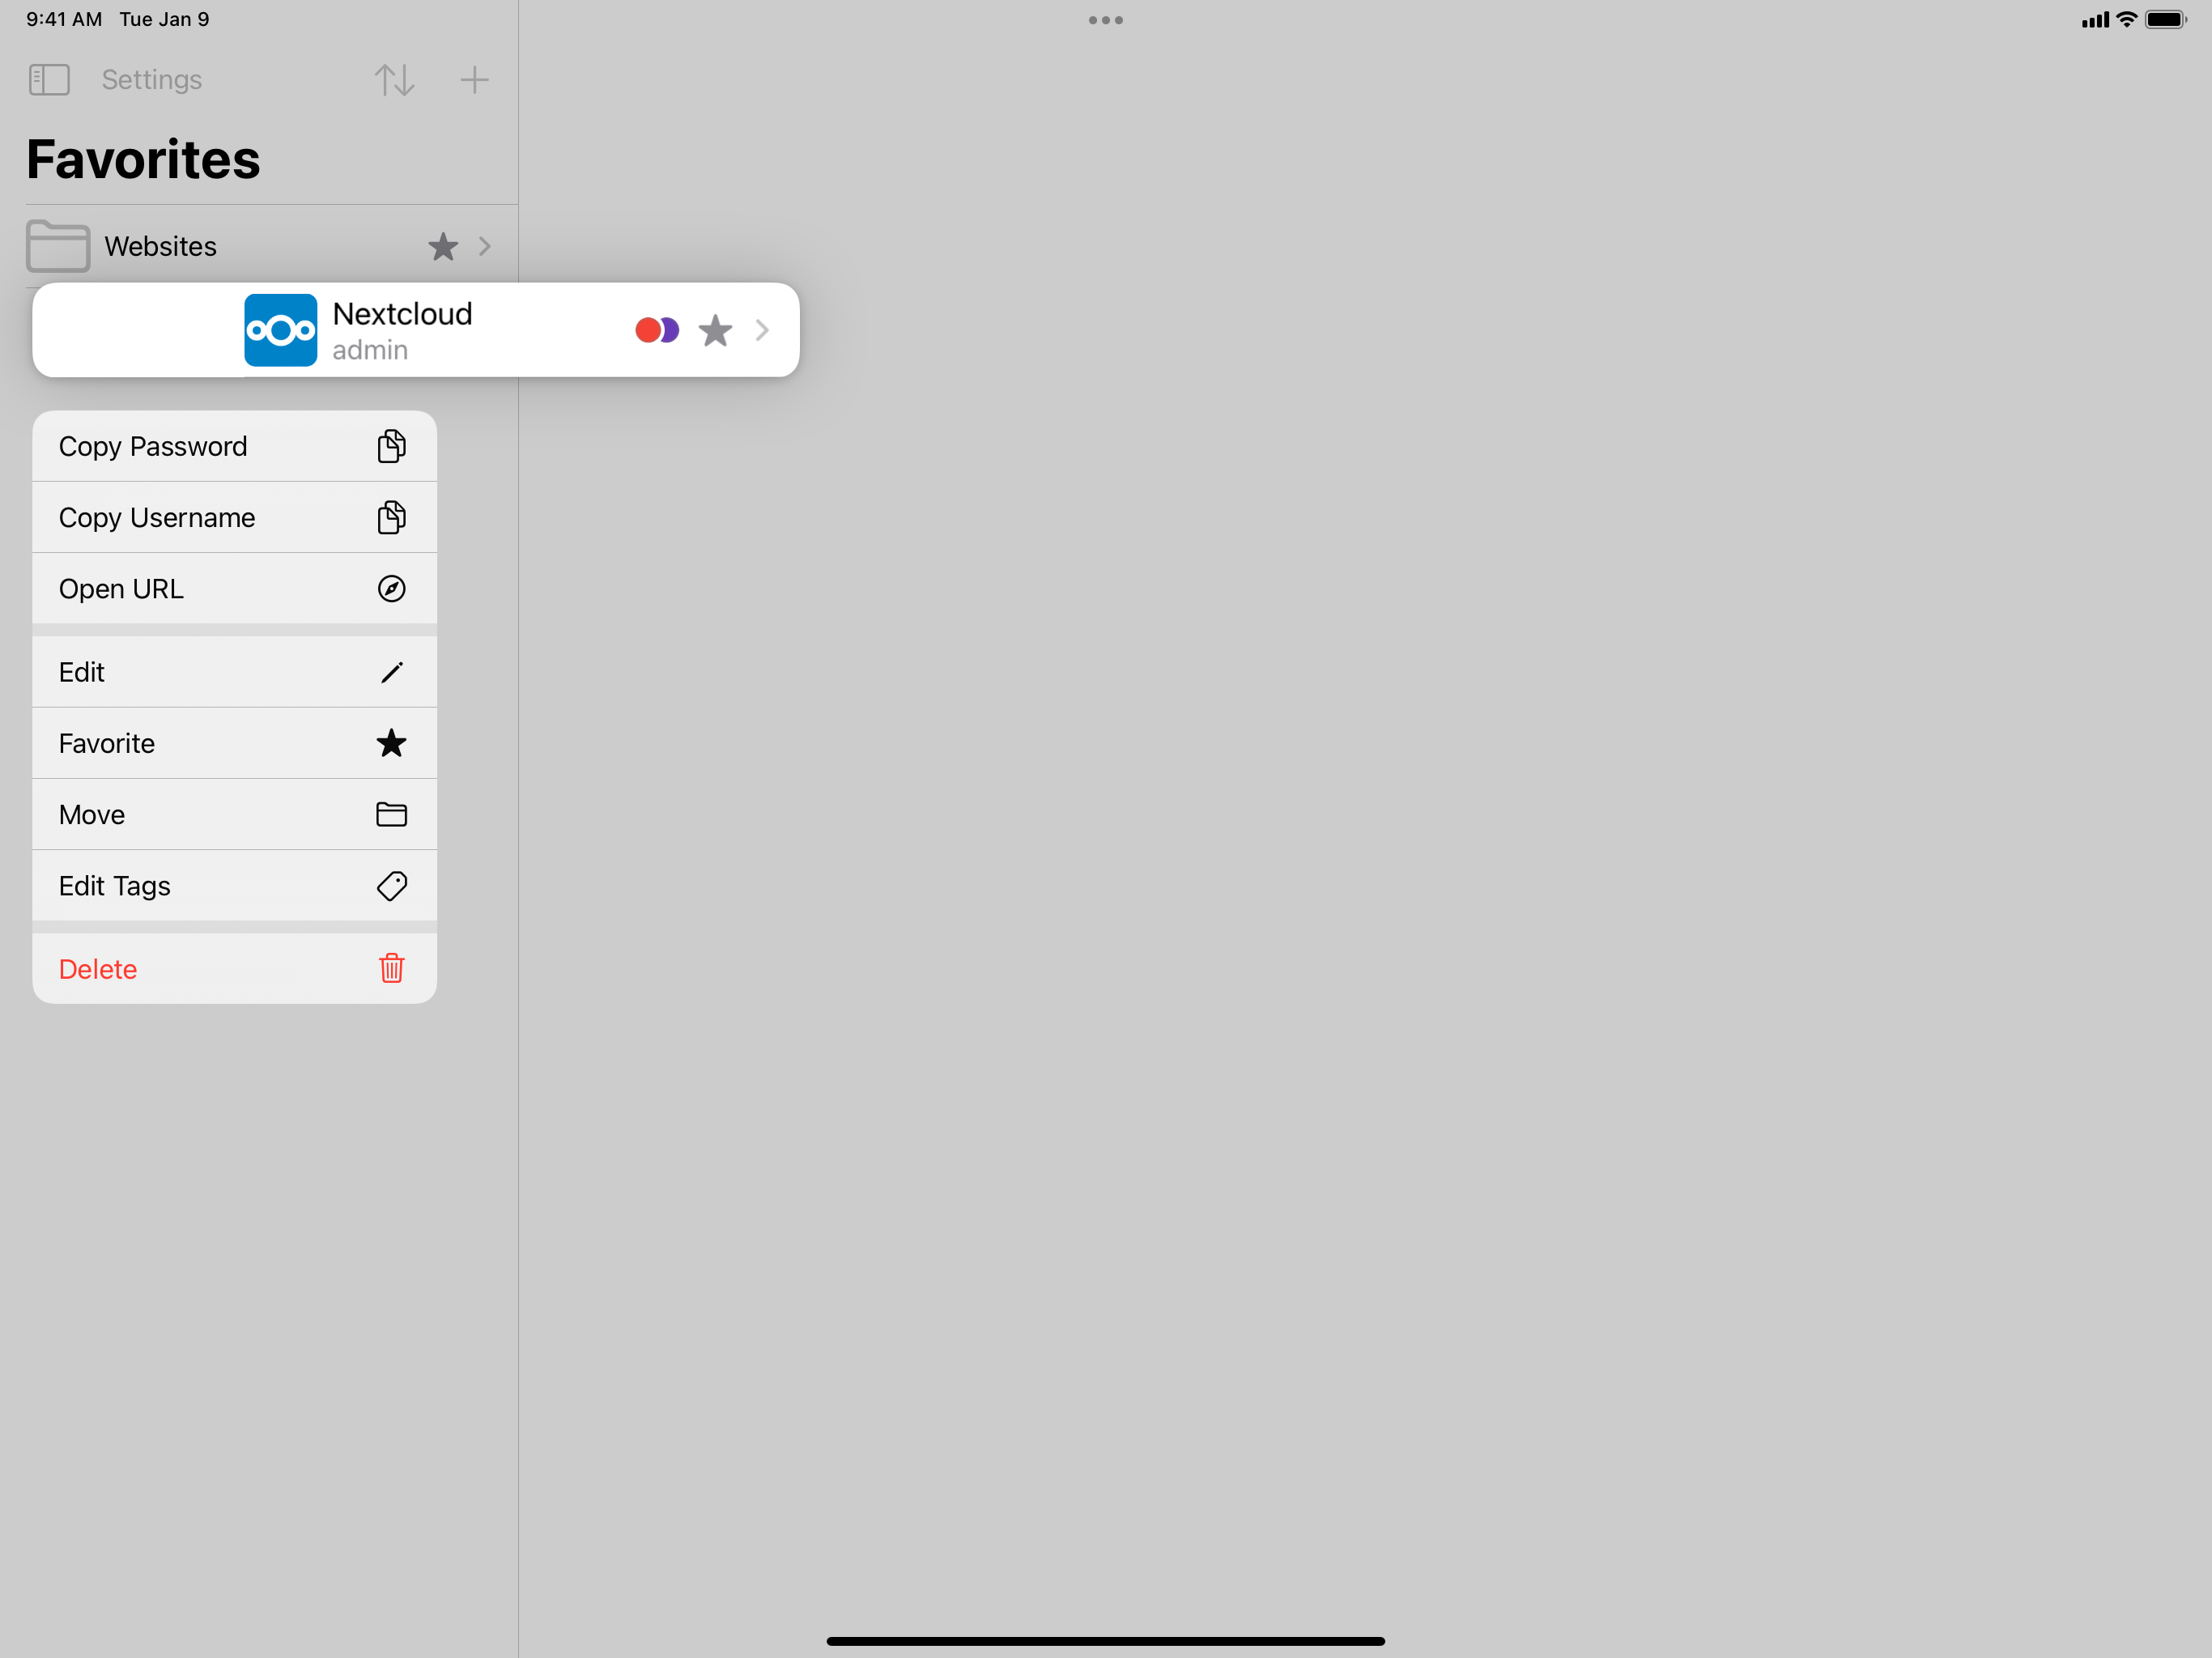 9:41 AM Tue Jan 9
Settings
Favorites
Websites
Nextcloud
admin
Copy Password
Copy Username
Open URL
Edit
Favorite
Move
Edit Tags
Delete